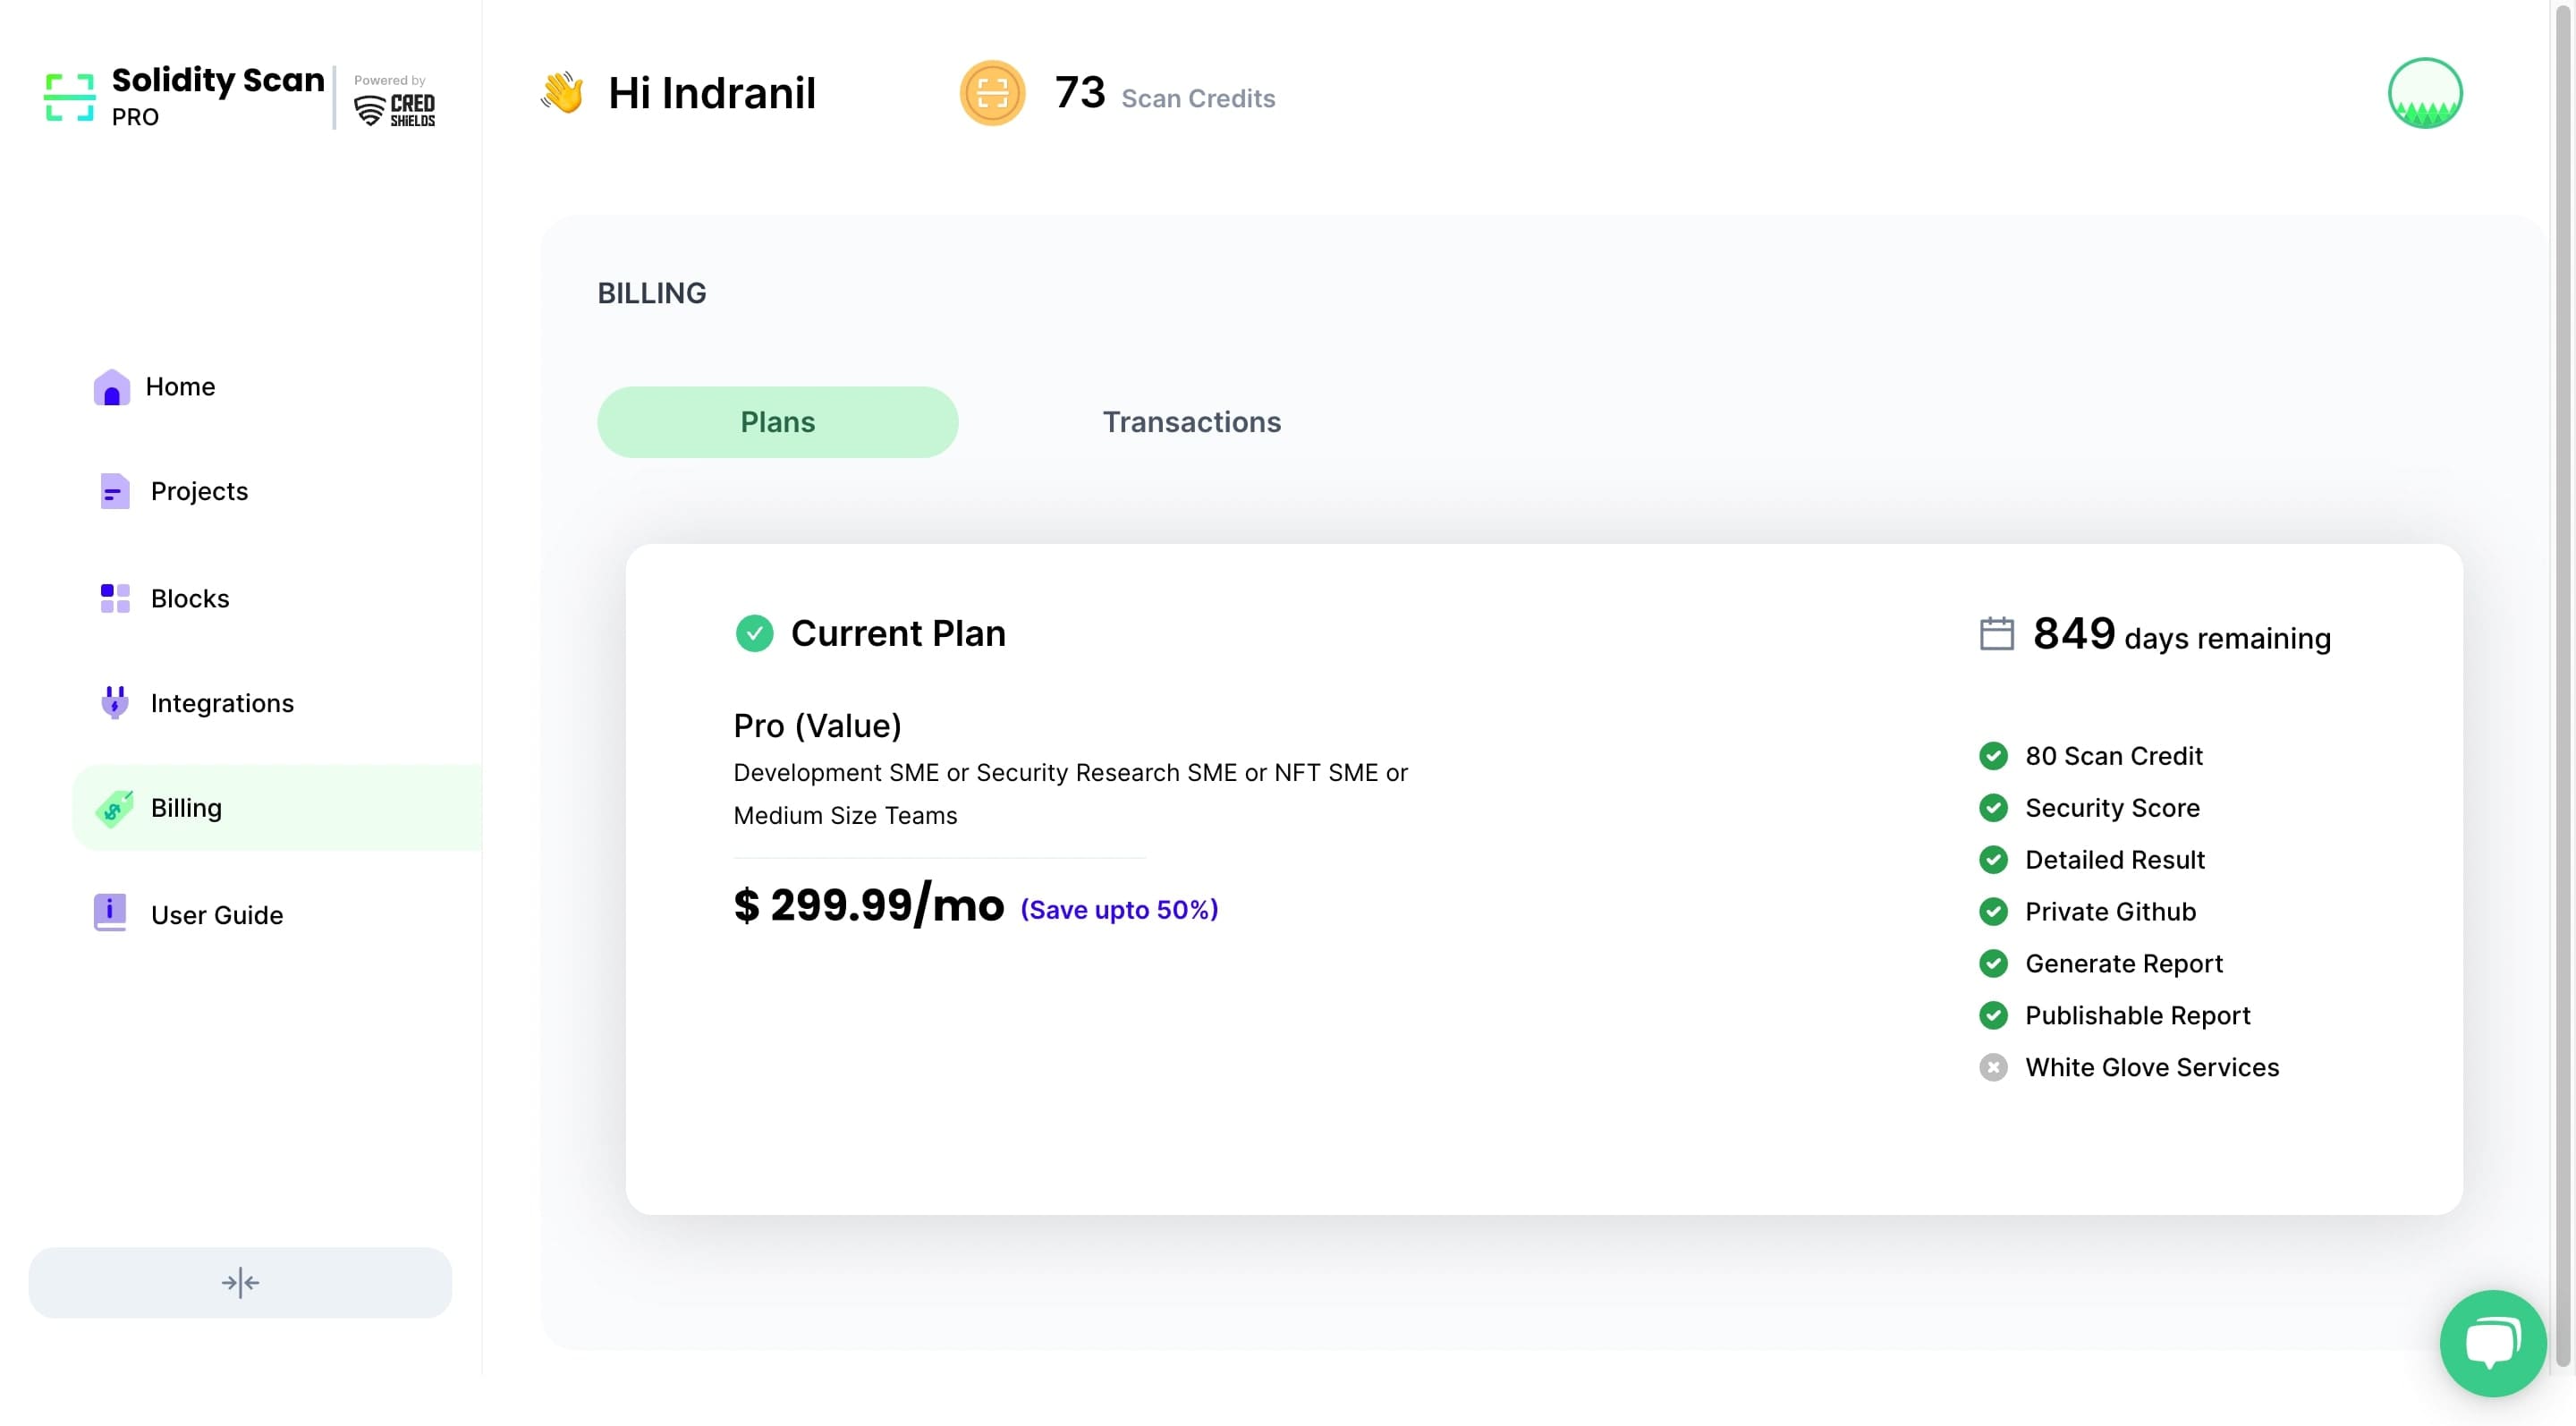 Solidity Scan
PRO
Powered by
CRED
SHIELDS
Hi Indranil
73 Scan Credits
Home
Projects
Blocks
Integrations
Billing
User Guide
BILLING
Plans
Transactions
Current Plan
Pro (Value)
Development SME or Security Research SME or NFT SME or
Medium Size Teams
$ 299.99/mo (Save upto 50%)
849 days remaining
80 Scan Credit
Security Score
Detailed Result
Private Github
Generate Report
Publishable Report
White Glove Services